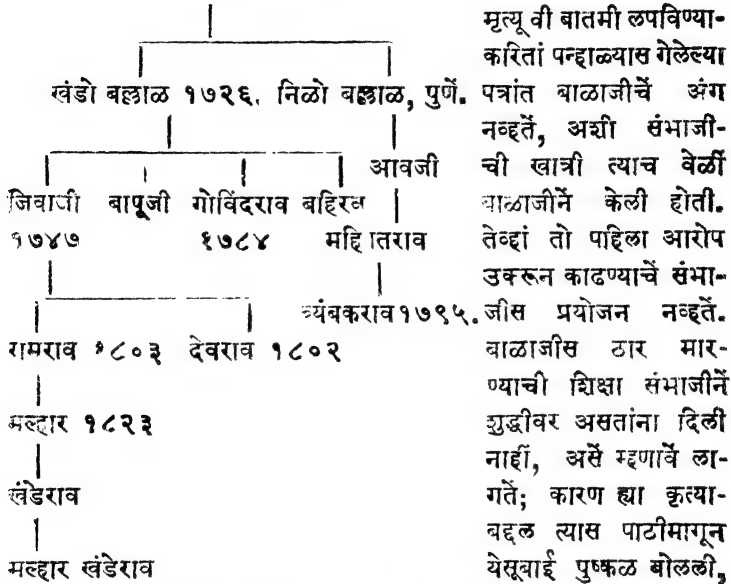 खंडो बल्लाळ १७२६. निळो बल्लाळ, पुणें.
आवजी
जिवाजी बापूजी गोविंदराव बहिरव
१७४७ १७८४ महिपतराव
त्र्यंबकराव १७९५.
रामराव १८०३ देवराव १८०२
मल्हार १८२३
खंडेराव
मल्हार खंडेराव
मृत्यू वी बातमी लपविण्या-
करितां पन्हाळ्यास गेलेल्या
पत्रांत बाळाजीचें अंग
नव्हतें, अशी संभाजी-
ची खात्री त्याच वेळीं
बाळाजीनें केली होती.
तेव्हां तो पहिला आरोप
उकरून काढण्याचें संभा-
जीस प्रयोजन नव्हतें.
बाळाजीस ठार मार-
ण्याची शिक्षा संभाजीनें
शुद्धीवर असतांना दिली
नाहीं, असें म्हणावें ला-
गतें; कारण ह्या कृत्या-
बद्दल त्यास पाठीमागून
येसूबाई पुष्कळ बोलली,